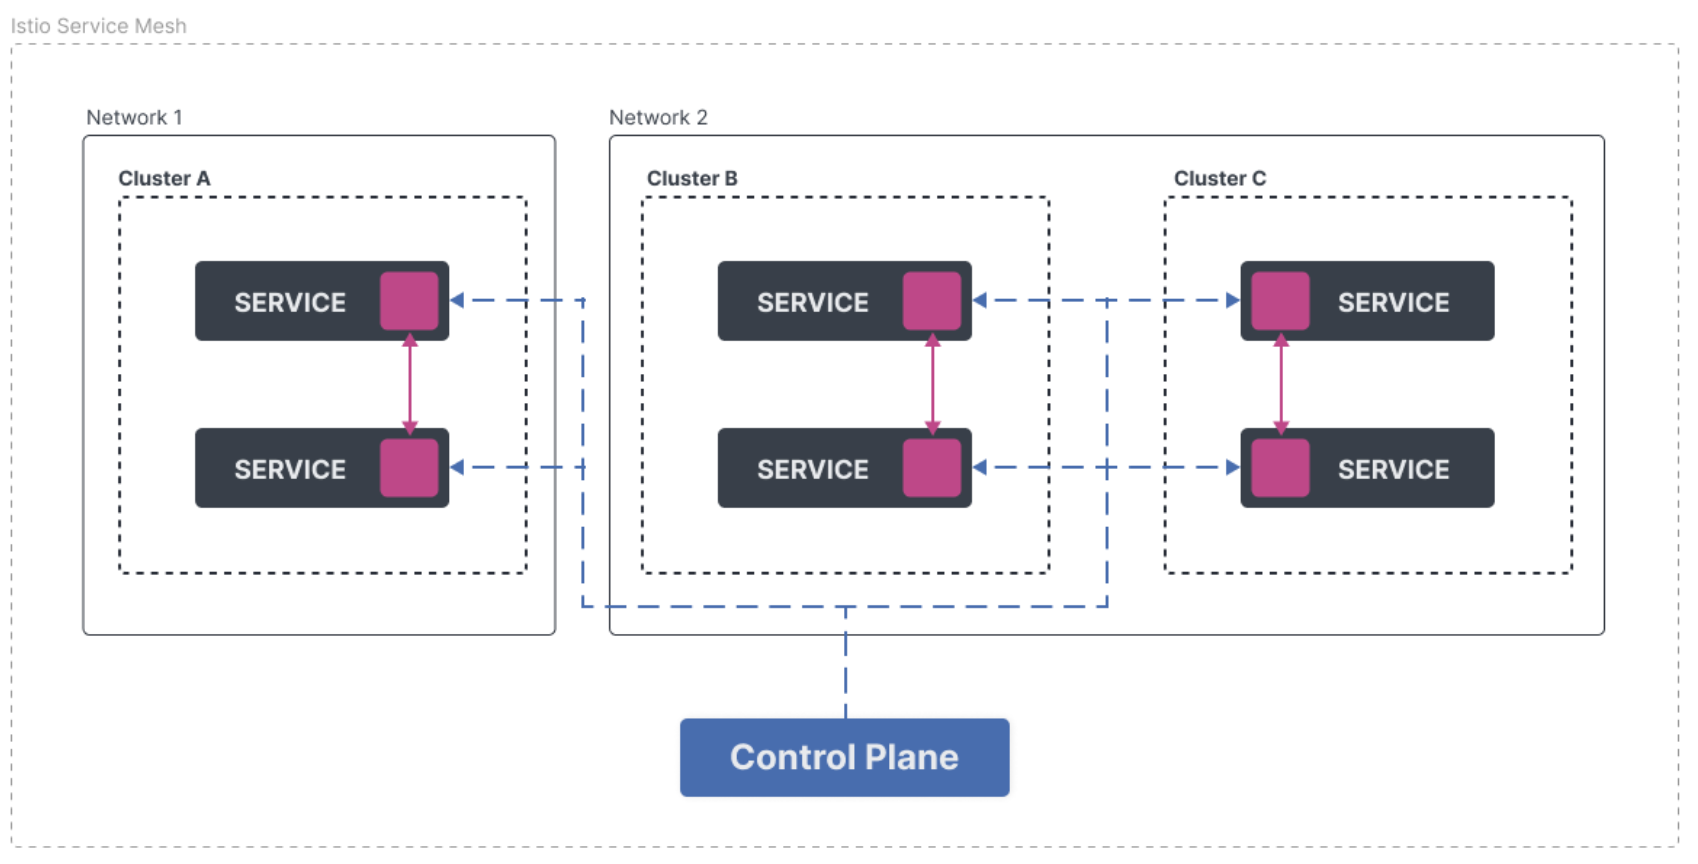 Istio Service Mesh
Network 1
Network 2
Cluster A
Cluster B
Cluster C
SERVICE
SERVICE
SERVICE
SERVICE
SERVICE
SERVICE
Control Plane